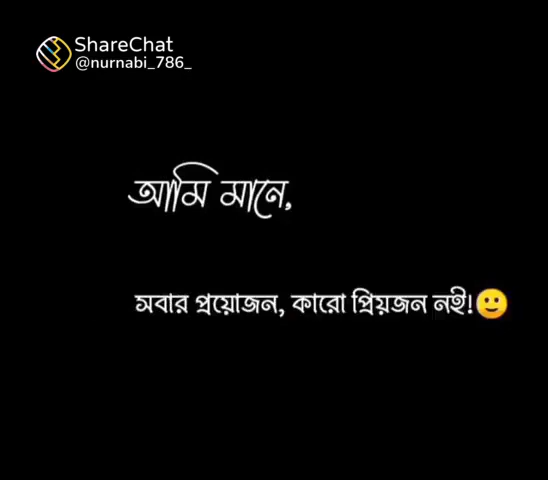 ShareChat
@nurnabi_786_
আমি মানে,
সবার প্রয়োজন, কারো প্রিয়জন নই!🙂